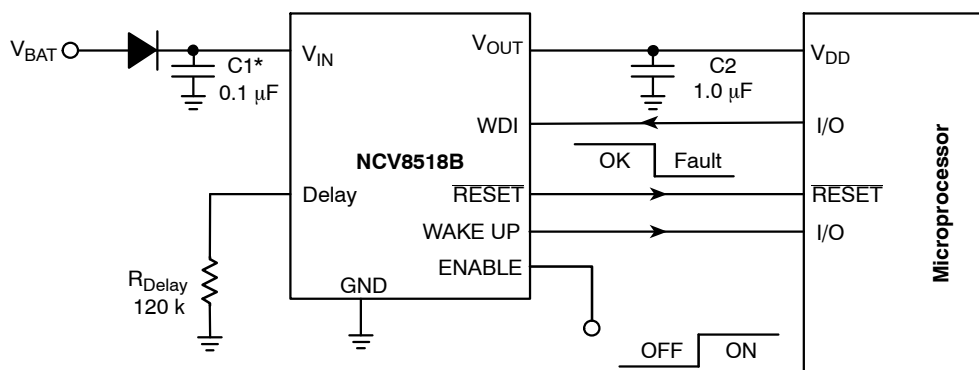 V_BAT
C1*
0.1 μF
V_IN
V_OUT
C2
1.0 μF
V_DD
WDI
I/O
OK
Fault
NCV8518B
Delay
RESET
RESET
WAKE UP
I/O
ENABLE
R_Delay
120 k
GND
OFF
ON
Microprocessor